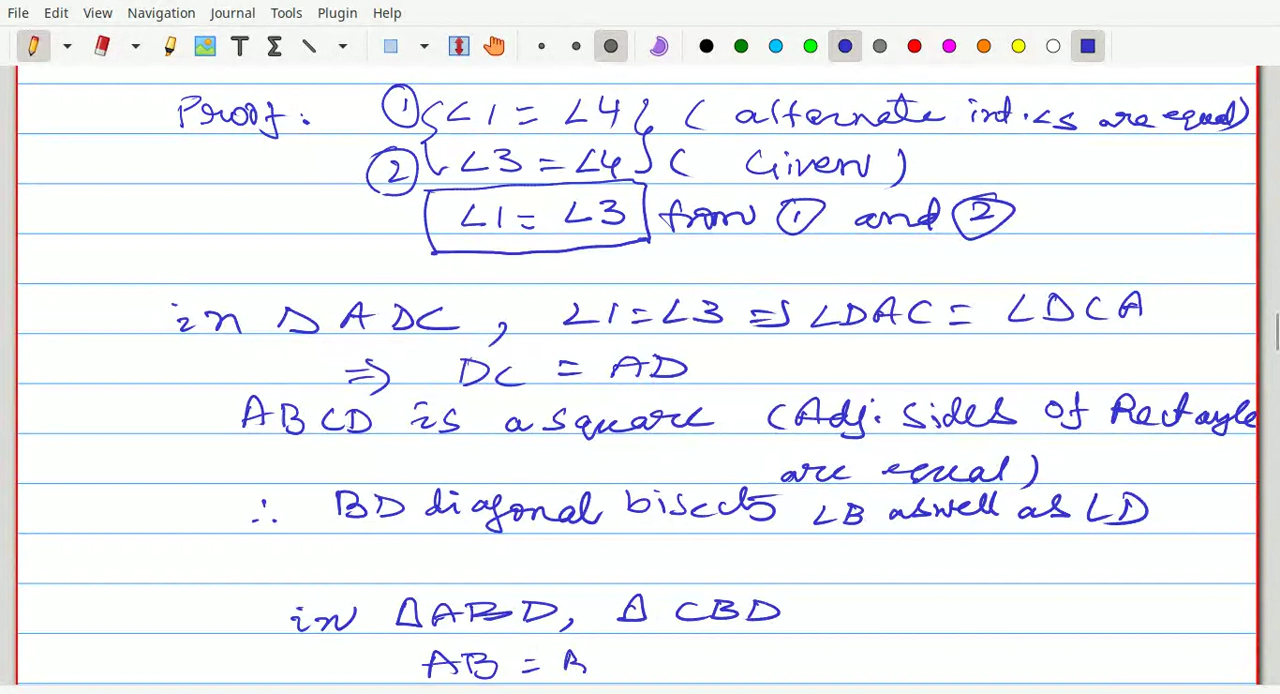 File Edit View Navigation Journal Tools Plugin Help
Proof: ① { ∠1 = ∠4 } ( alternate int. ∠s are equal)
② { ∠3 = ∠4 } ( Given )
∠1 = ∠3 from ① and ②
in △ ADC, ∠1 = ∠3 ⇒ ∠DAC = ∠DCA
⇒ DC = AD
ABCD is a square (Adj. sides of Rectangle
are equal)
∴ BD diagonal bisects ∠B aswell as ∠D
in △ABD, △ CBD
AB = B